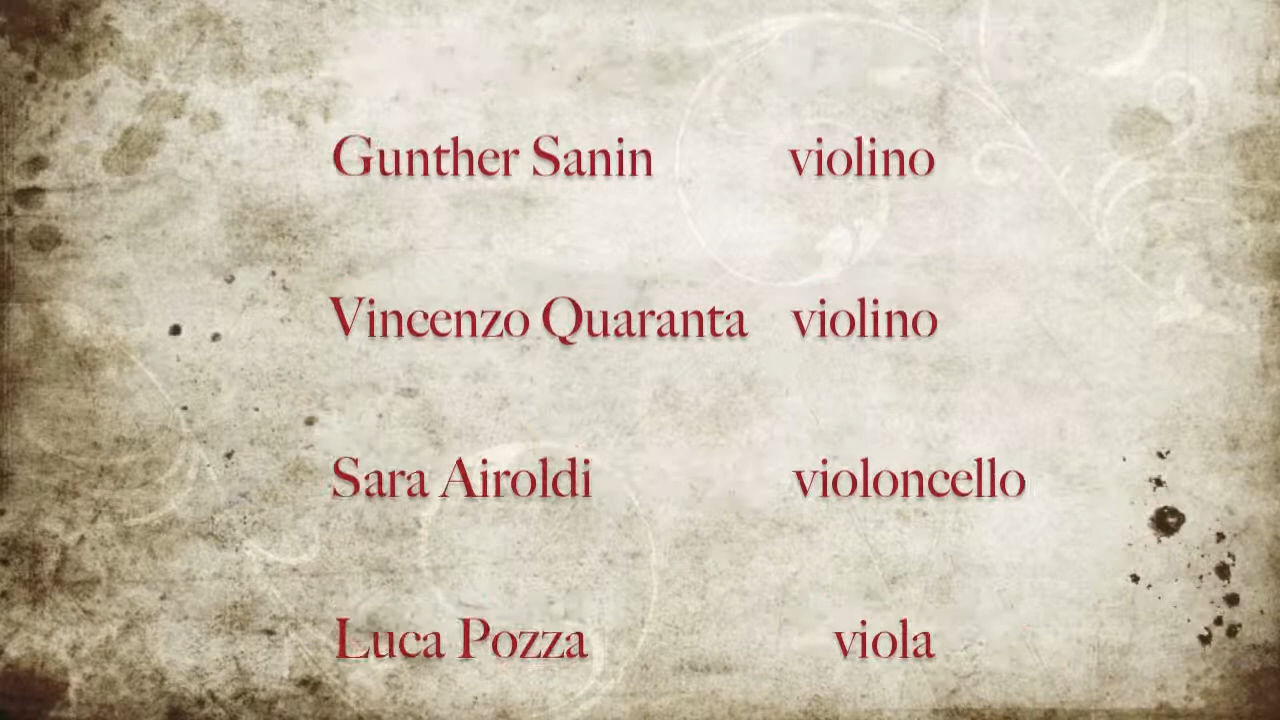 Gunther Sanin violino
Vincenzo Quaranta violino
Sara Airoldi violoncello
Luca Pozza viola